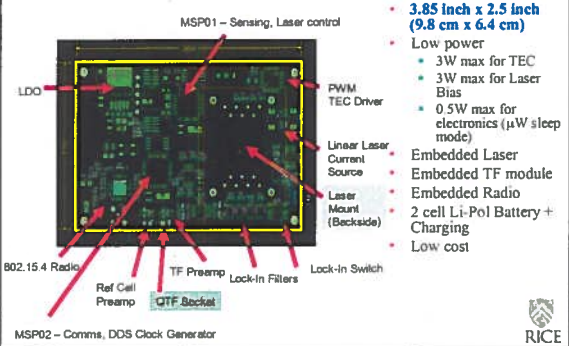 MSP01 – Sensing, Laser control
LDO
PWM
TEC Driver
Linear Laser
Current
Source
Laser
Mount
(Backside)
802.15.4 Radio
Ref Cell
Preamp
QTF Socket
TF Preamp
Lock-In Filters
Lock-In Switch
MSP02 – Comms, DDS Clock Generator
• 3.85 inch x 2.5 inch
(9.8 cm x 6.4 cm)
• Low power
• 3W max for TEC
• 3W max for Laser
Bias
• 0.5W max for
electronics (µW sleep
mode)
• Embedded Laser
• Embedded TF module
• Embedded Radio
• 2 cell Li-Pol Battery +
Charging
• Low cost
RICE